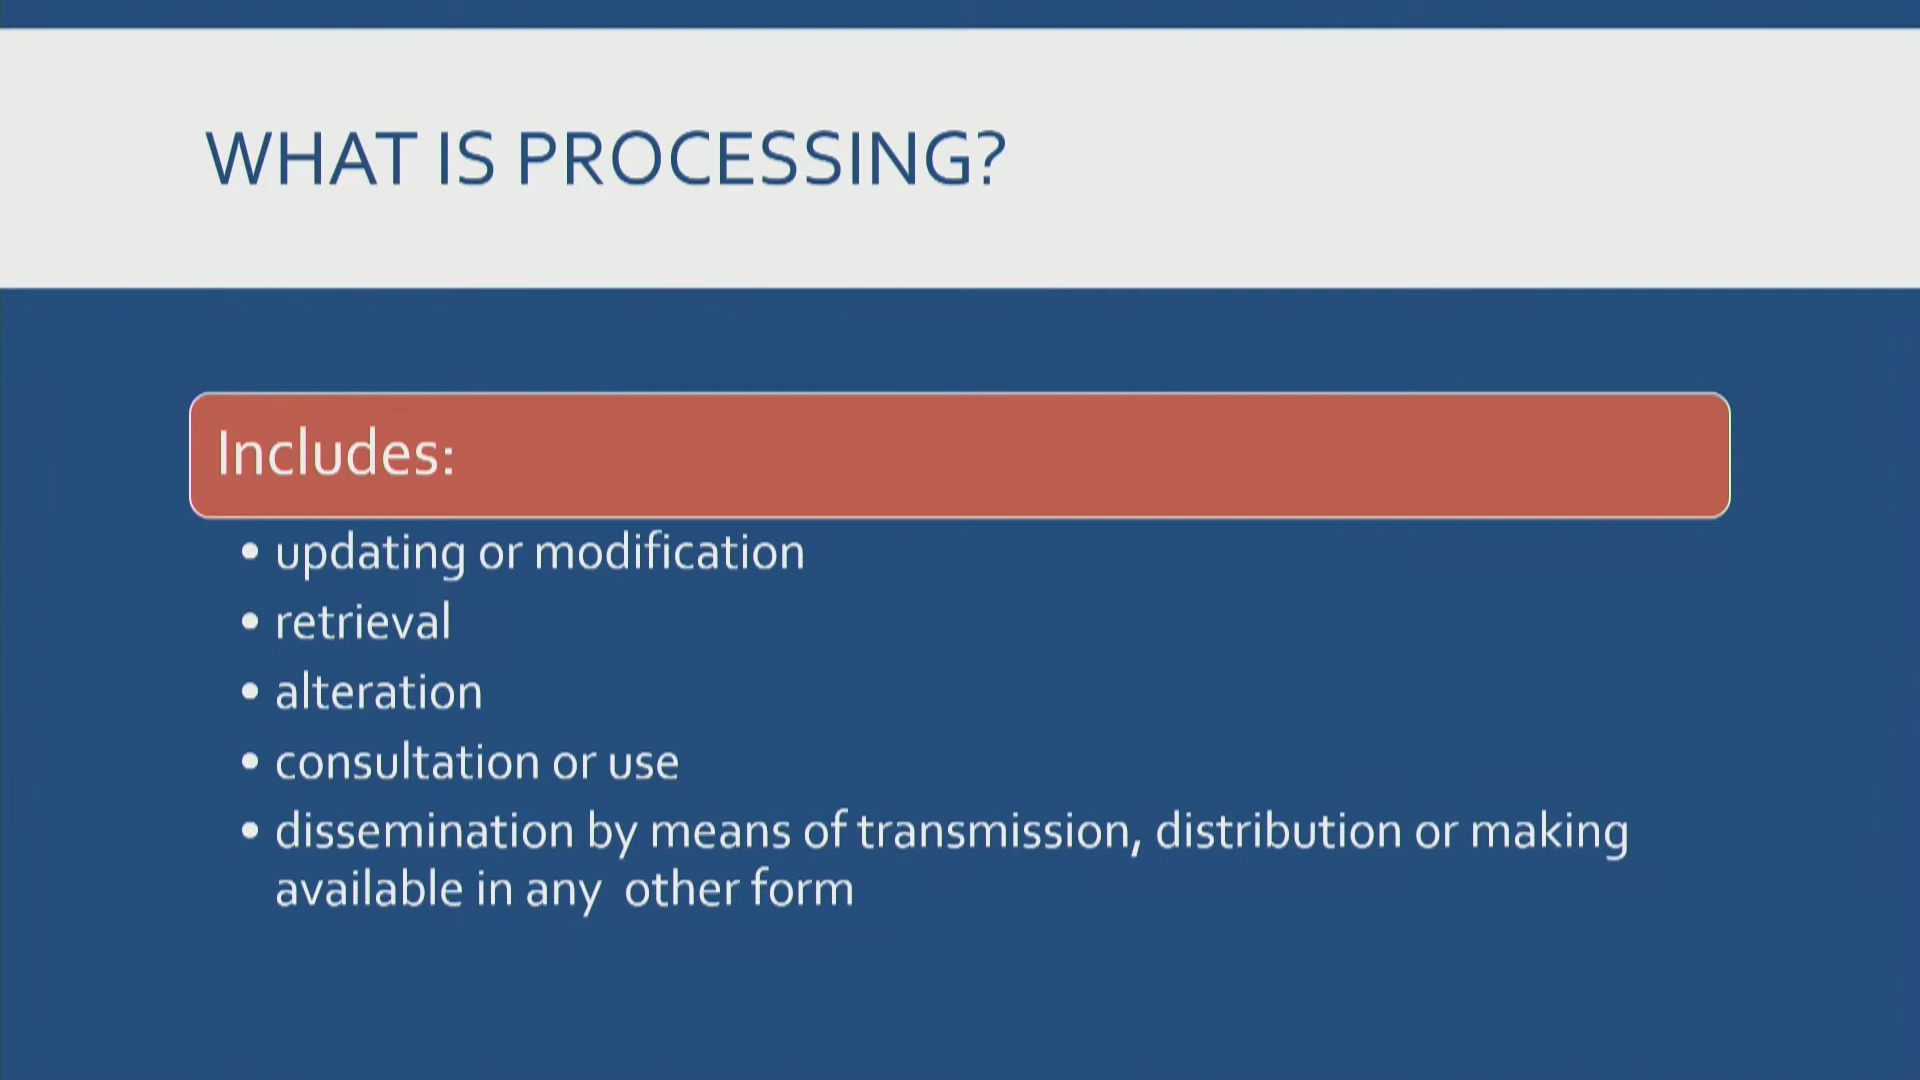 WHAT IS PROCESSING?
Includes:
• updating or modification
• retrieval
• alteration
• consultation or use
• dissemination by means of transmission, distribution or making
available in any  other form